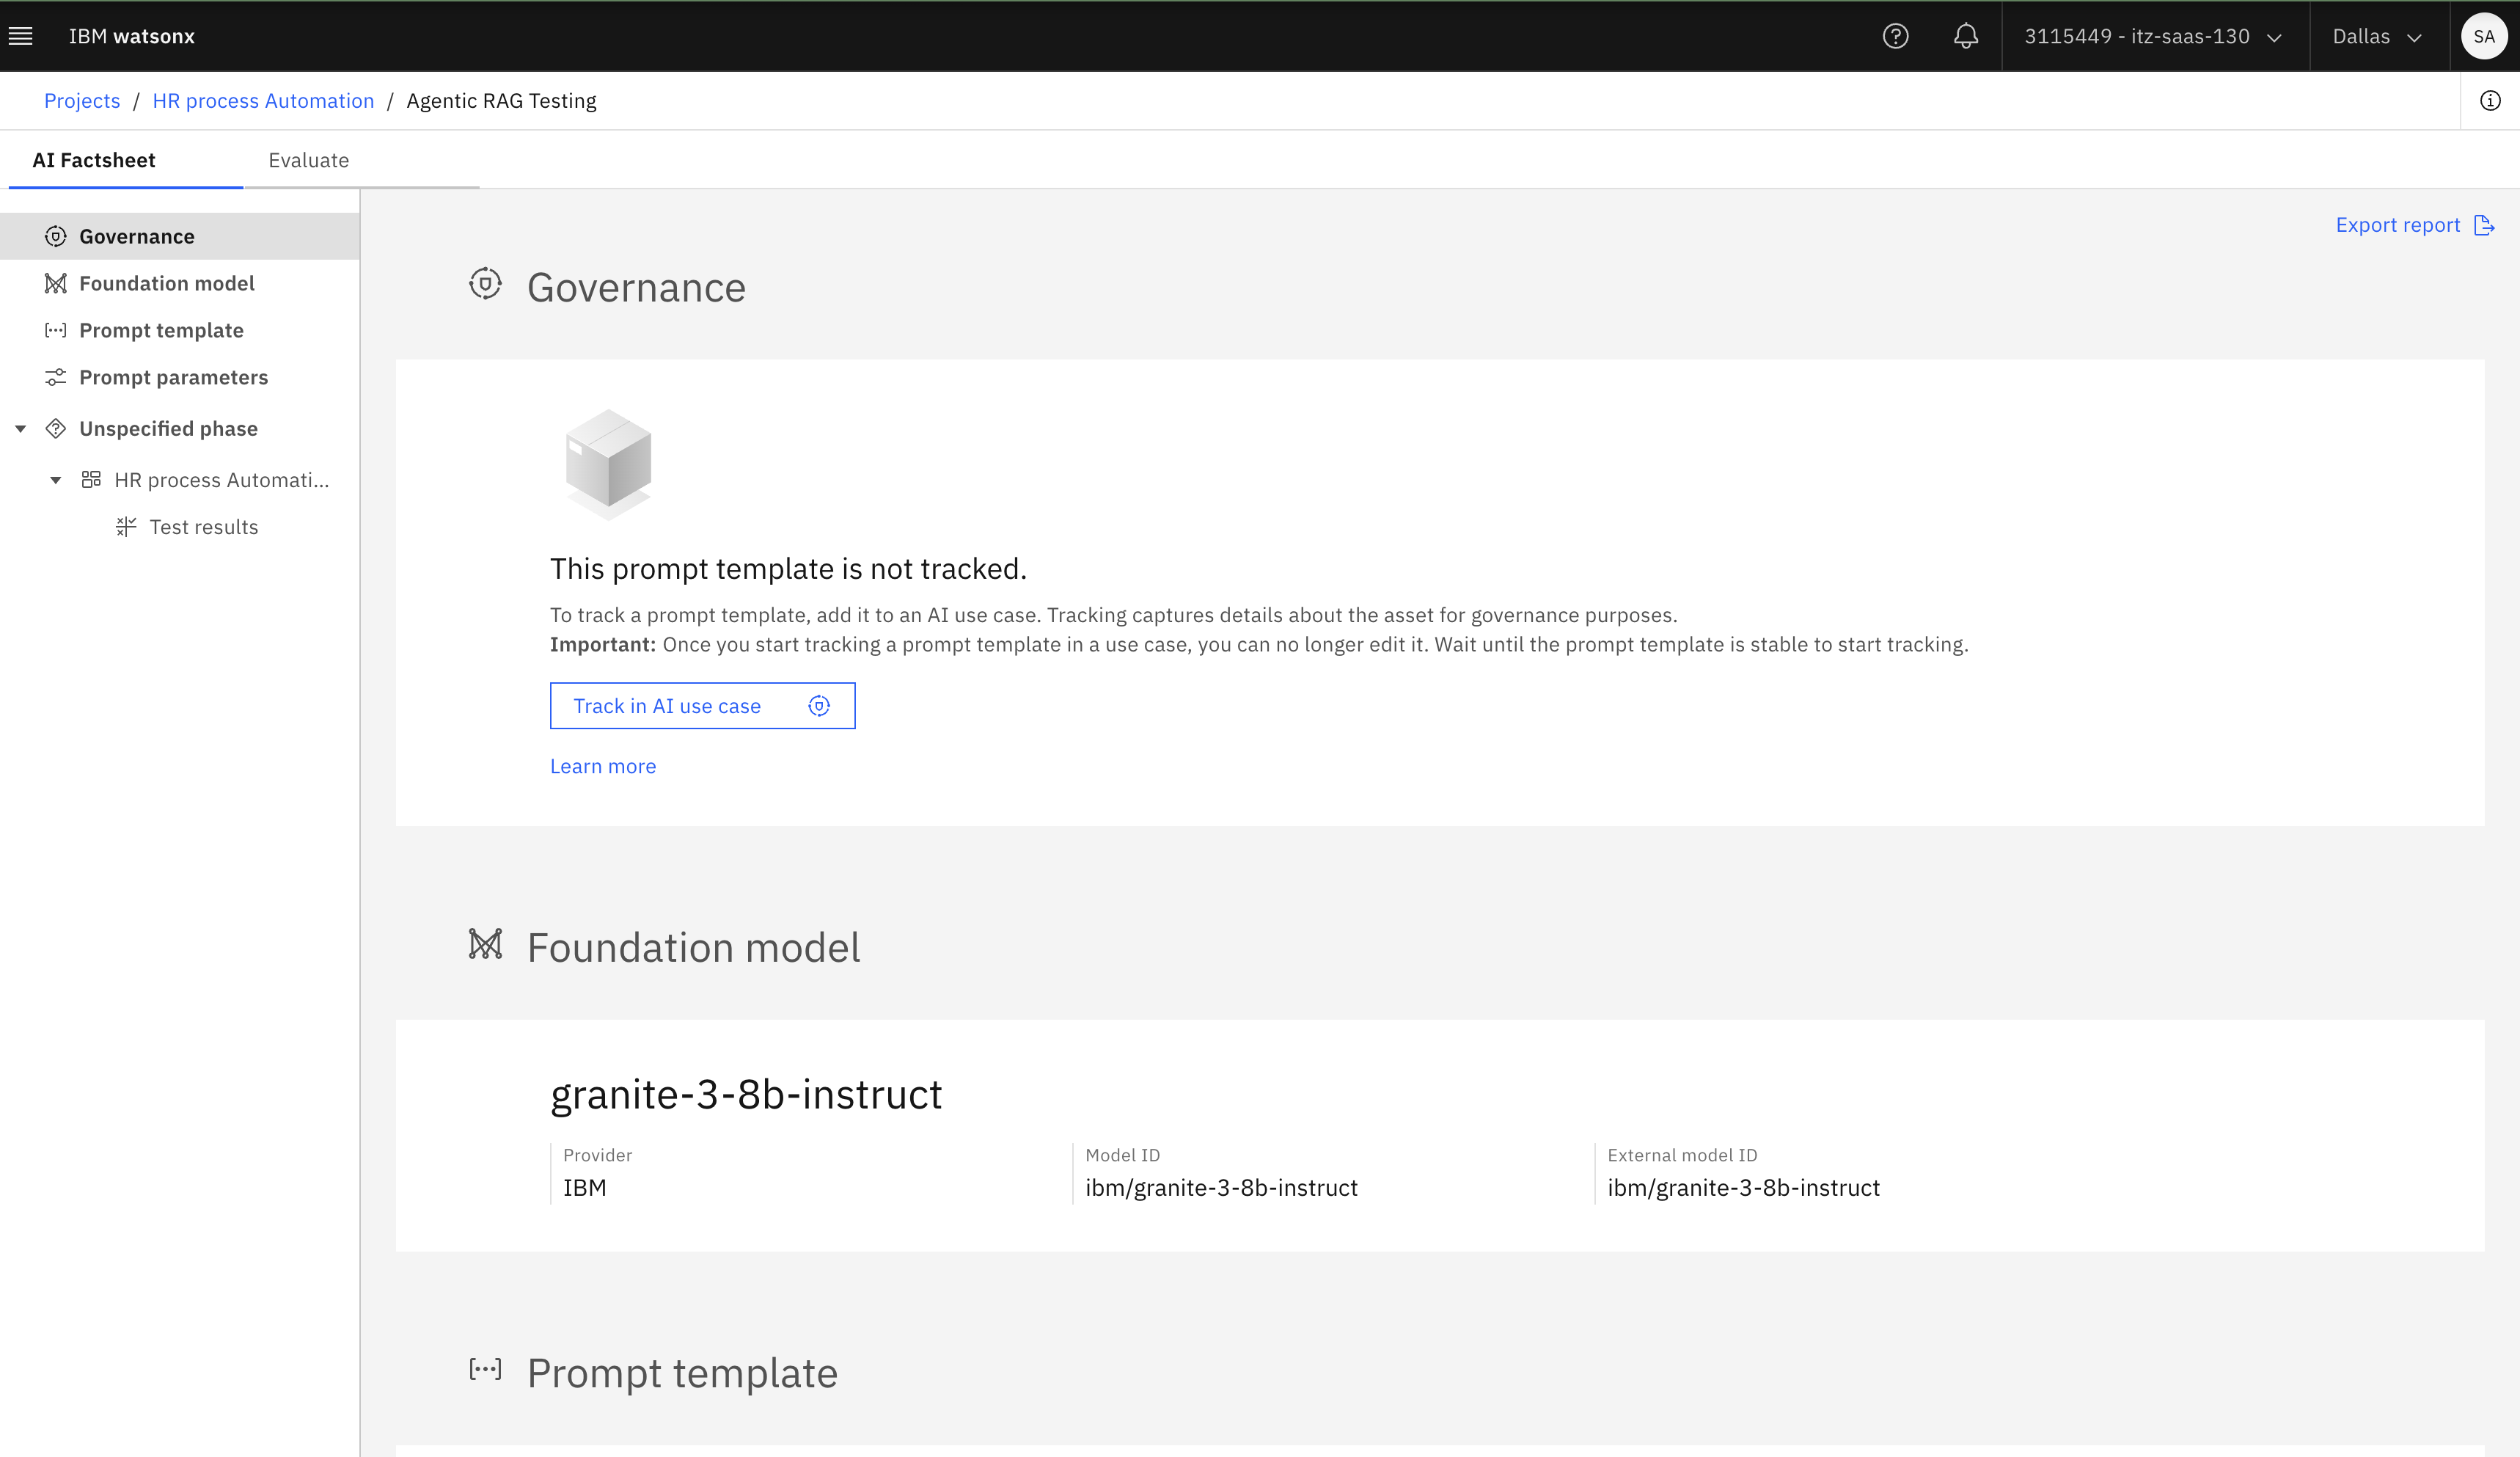 IBM watsonx
3115449 - itz-saas-130
Dallas
SA
Projects / HR process Automation / Agentic RAG Testing
AI Factsheet
Evaluate
Governance
Foundation model
Prompt template
Prompt parameters
Unspecified phase
HR process Automati...
Test results
Export report
Governance
This prompt template is not tracked.
To track a prompt template, add it to an AI use case. Tracking captures details about the asset for governance purposes.
Important: Once you start tracking a prompt template in a use case, you can no longer edit it. Wait until the prompt template is stable to start tracking.
Track in AI use case
Learn more
Foundation model
granite-3-8b-instruct
Provider
IBM
Model ID
ibm/granite-3-8b-instruct
External model ID
ibm/granite-3-8b-instruct
Prompt template